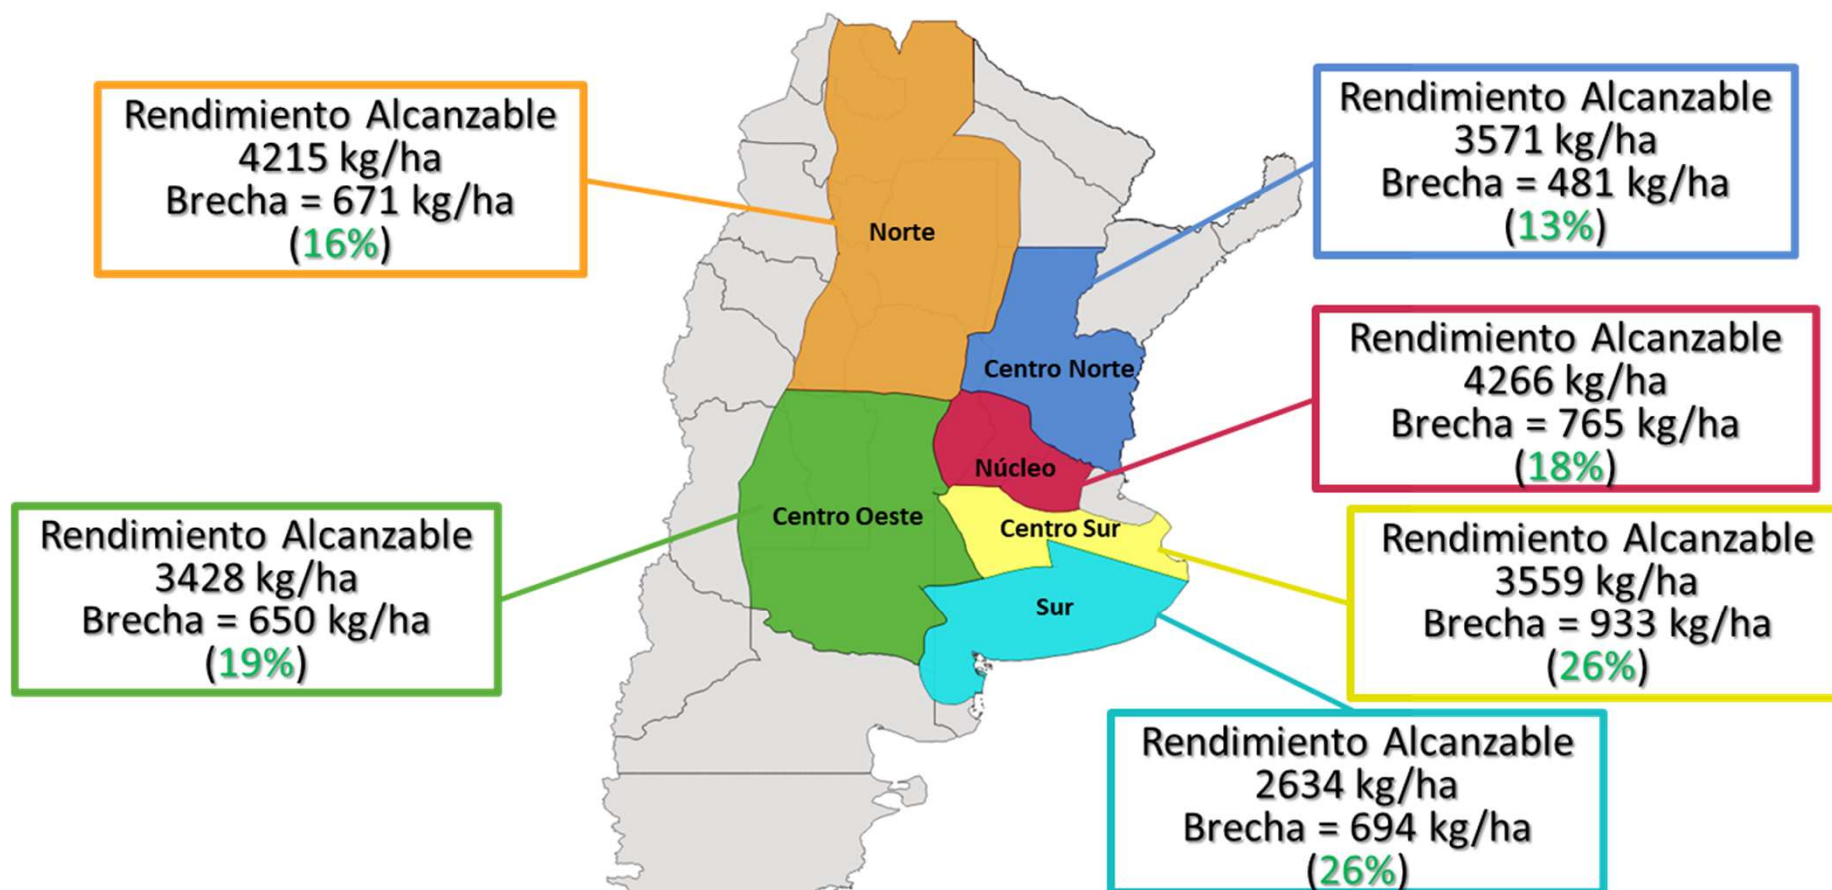 Rendimiento Alcanzable
4215 kg/ha
Brecha = 671 kg/ha
(16%)
Rendimiento Alcanzable
3571 kg/ha
Brecha = 481 kg/ha
(13%)
Norte
Centro Norte
Rendimiento Alcanzable
4266 kg/ha
Brecha = 765 kg/ha
(18%)
Núcleo
Centro Oeste
Centro Sur
Sur
Rendimiento Alcanzable
3428 kg/ha
Brecha = 650 kg/ha
(19%)
Rendimiento Alcanzable
3559 kg/ha
Brecha = 933 kg/ha
(26%)
Rendimiento Alcanzable
2634 kg/ha
Brecha = 694 kg/ha
(26%)